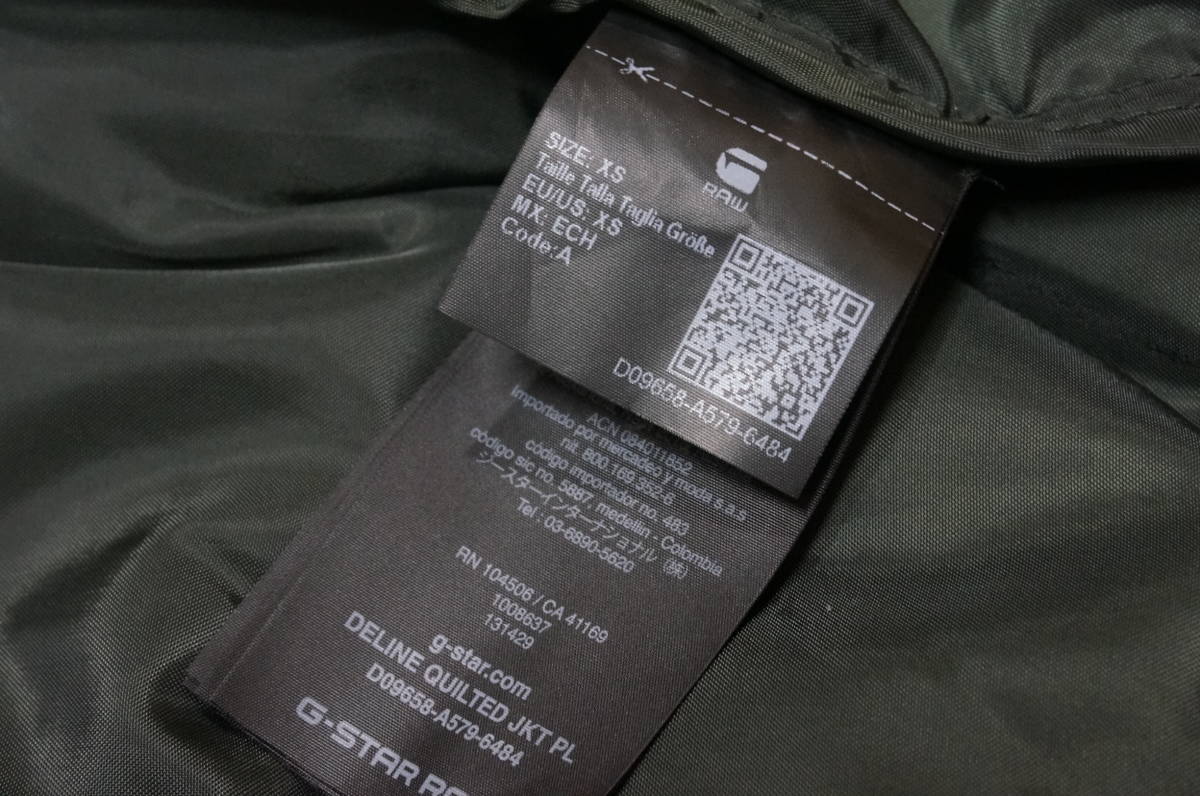 RAW
SIZE: XS
Taille Talla Taglia Größe
EU/US: XS
MX: ECH
Code:A
D09658-A579-6484
ACN 084011852
Importado por mercadeo y moda s.a.s
nit. 800.169.352-6
código importador no. 483
código sic no. 5887, medellin - Colombia
ジースターインターナショナル (株)
Tel : 03-6890-5620
RN 104506 / CA 41169
1008637
131429
g-star.com
DELINE QUILTED JKT PL
D09658-A579-6484
G-STAR